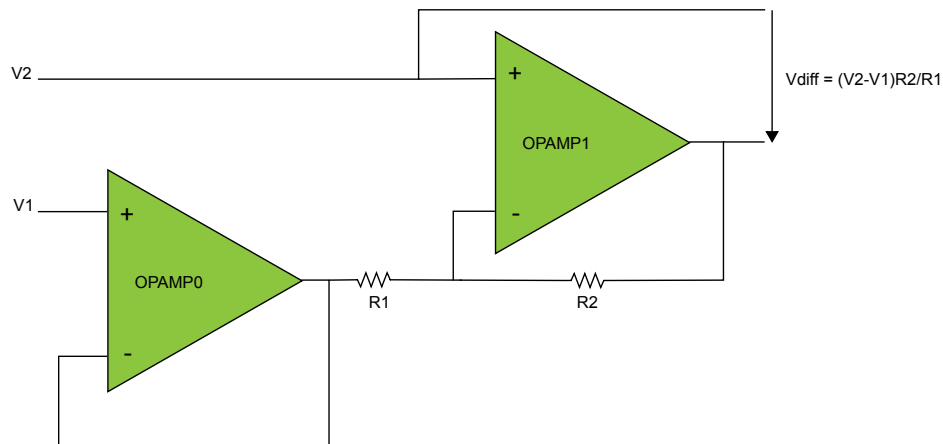 V2
+
OPAMP1
-
Vdiff = (V2-V1)R2/R1
V1
+
OPAMP0
-
R1
R2